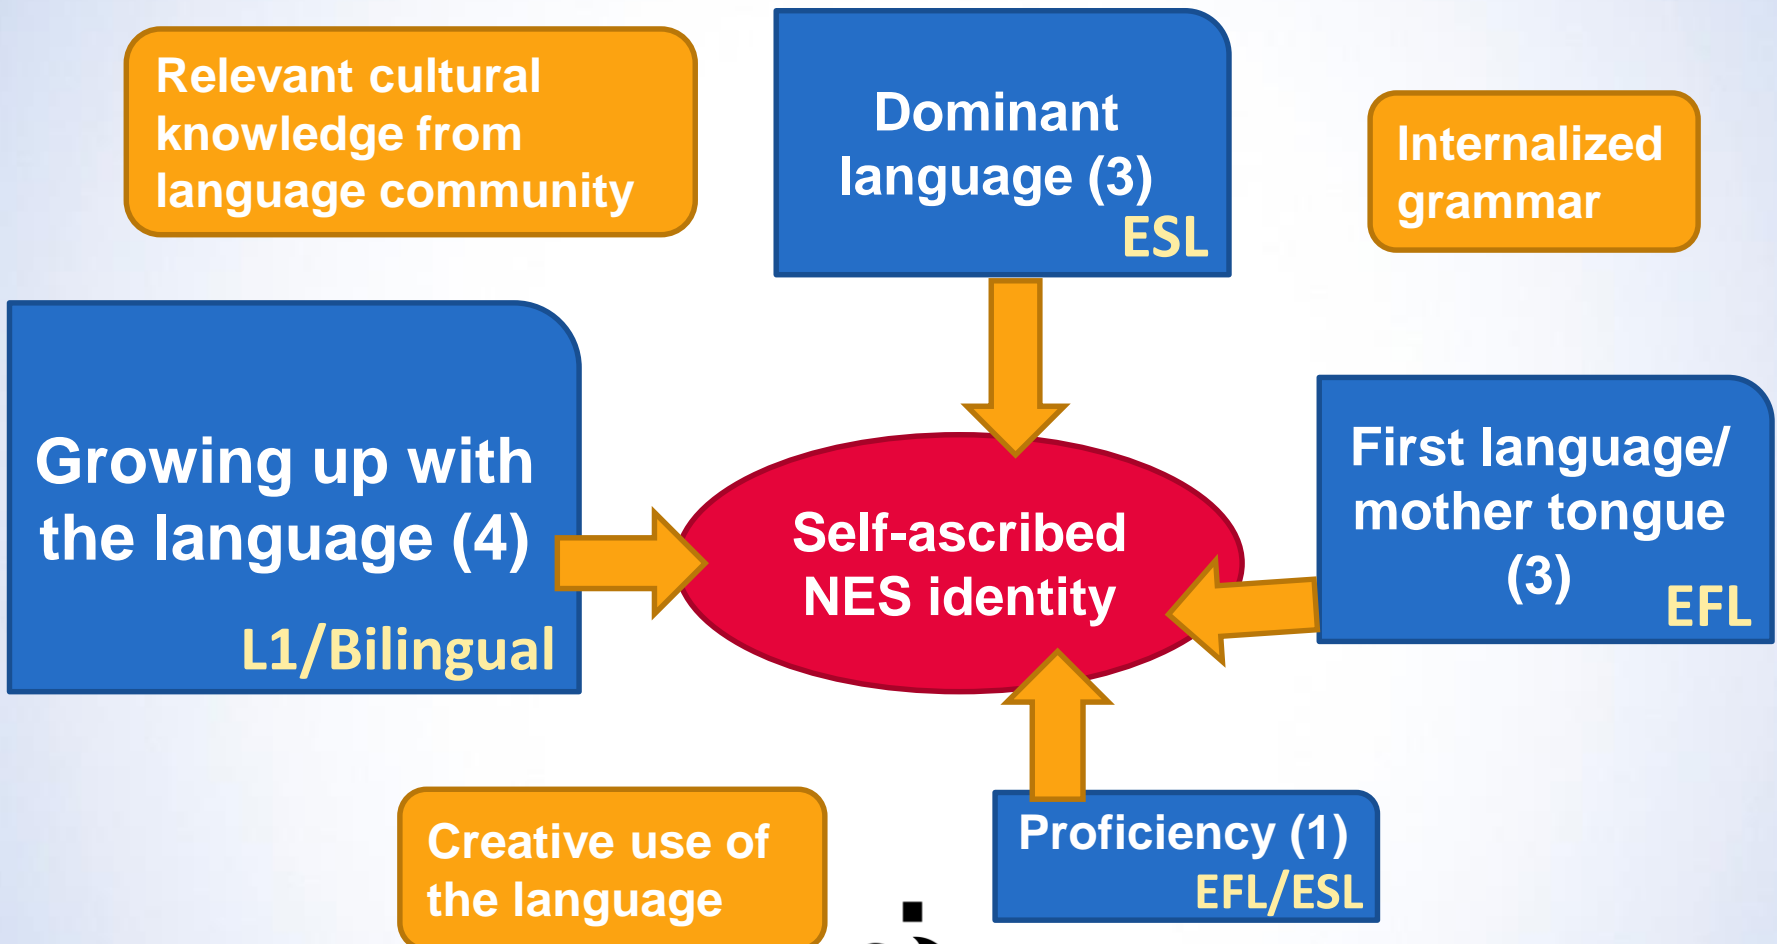 Relevant cultural
knowledge from
language community
Dominant
language (3)
ESL
Internalized
grammar
Growing up with
the language (4)
L1/Bilingual
Self-ascribed
NES identity
First language/
mother tongue
(3)
EFL
Creative use of
the language
Proficiency (1)
EFL/ESL